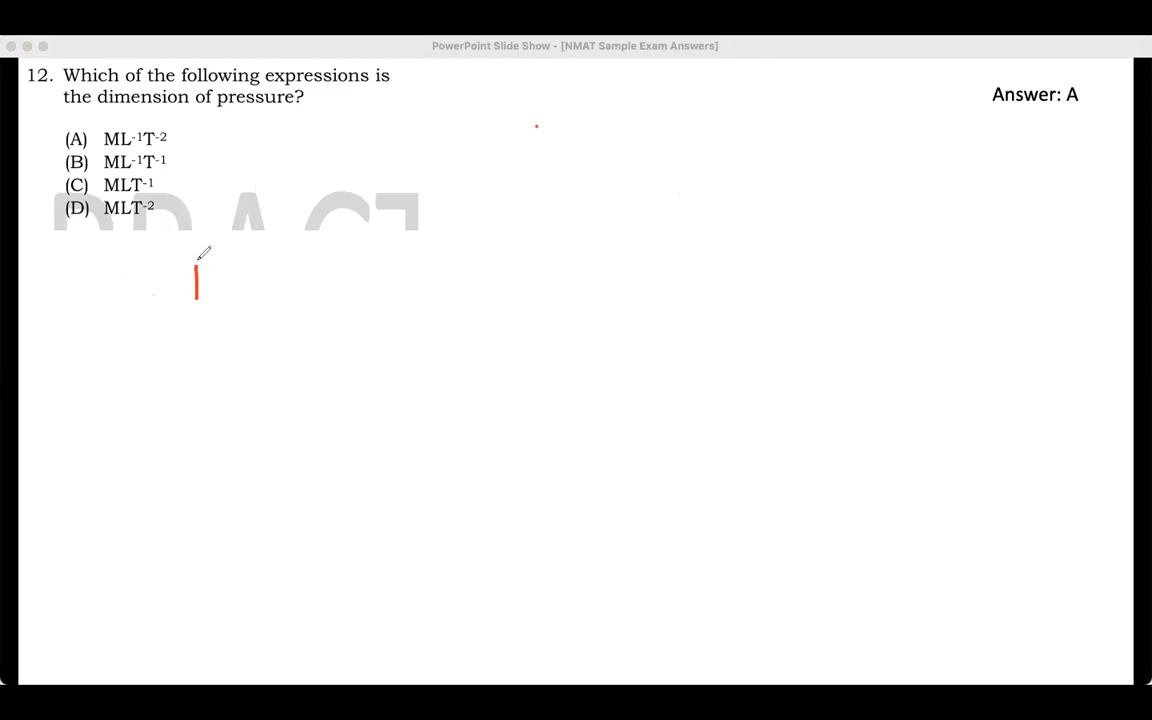 PowerPoint Slide Show - [NMAT Sample Exam Answers]
12. Which of the following expressions is
the dimension of pressure?
Answer: A
(A) ML-1T-2
(B) ML-1T-1
(C) MLT-1
(D) MLT-2